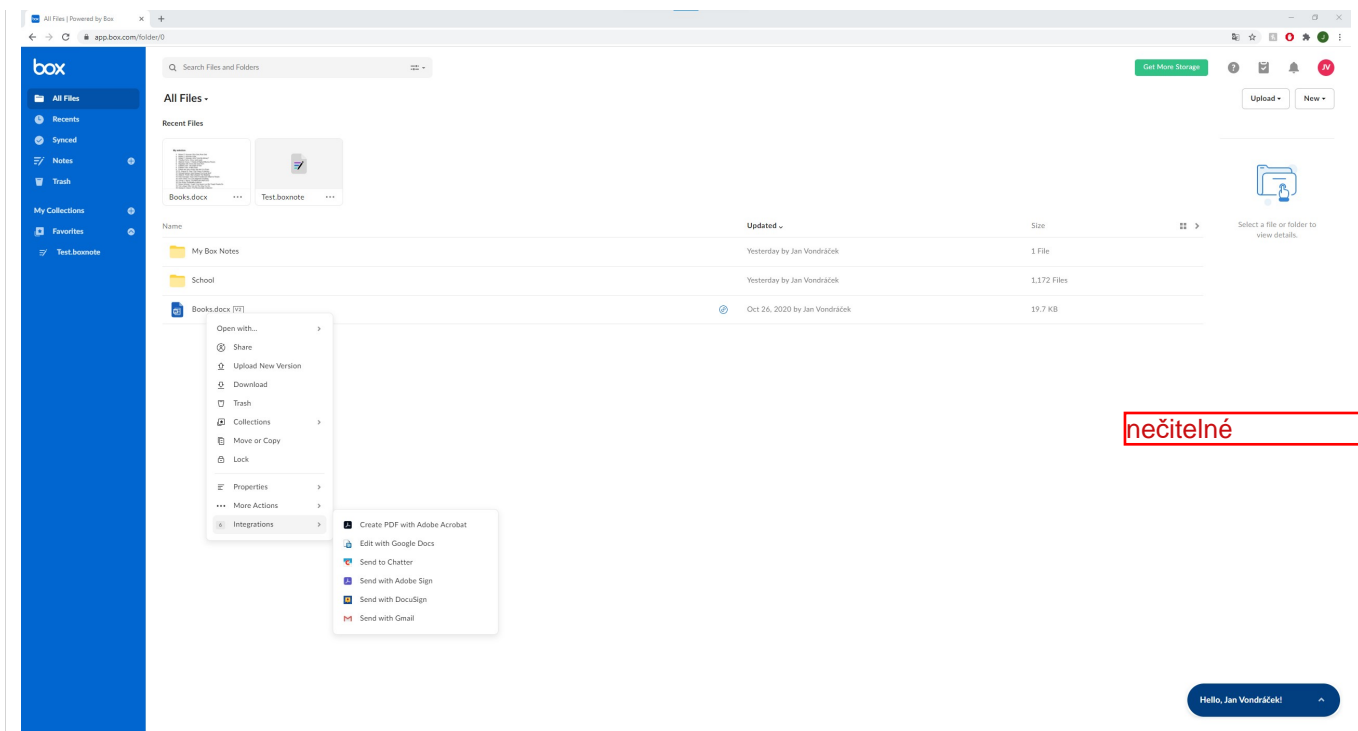 All Files | Powered by Box
app.box.com/folder/0
box
Search Files and Folders
Get More Storage
JV
All Files
Recents
Synced
Notes
Trash
My Collections
Favorites
Test.boxnote
All Files
Upload
New
Recent Files
Books.docx
Test.boxnote
Name Updated Size
My Box Notes Yesterday by Jan Vondráček 1 File
School Yesterday by Jan Vondráček 1,172 Files
Books.docx V3 Oct 26, 2020 by Jan Vondráček 19.7 KB
Select a file or folder to
view details.
Open with...
Share
Upload New Version
Download
Trash
Collections
Move or Copy
Lock
Properties
More Actions
6 Integrations
Create PDF with Adobe Acrobat
Edit with Google Docs
Send to Chatter
Send with Adobe Sign
Send with DocuSign
Send with Gmail
nečitelné
Hello, Jan Vondráček!